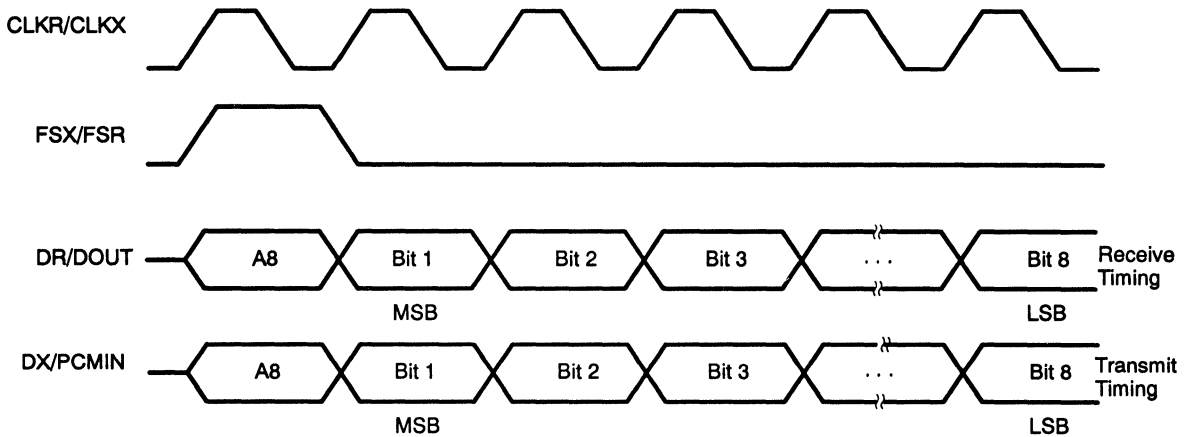 CLKR/CLKX
FSX/FSR
DR/DOUT
A8
Bit 1
Bit 2
Bit 3
. . .
Bit 8
Receive
Timing
MSB
LSB
DX/PCMIN
A8
Bit 1
Bit 2
Bit 3
. . .
Bit 8
Transmit
Timing
MSB
LSB